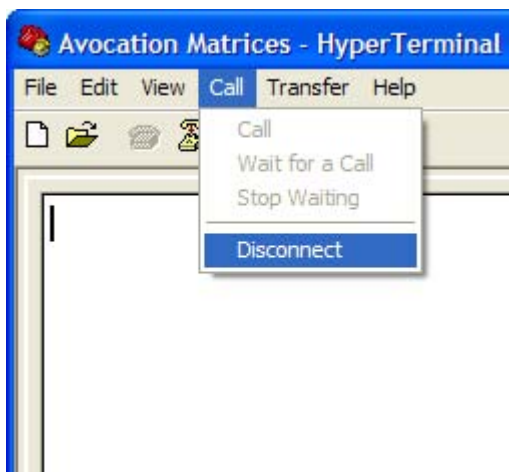 Avocation Matrices - HyperTerminal
File Edit View Call Transfer Help
Call
Wait for a Call
Stop Waiting
Disconnect